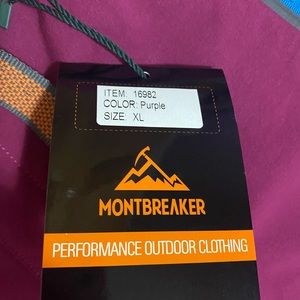 ITEM: 16982
COLOR: Purple
SIZE: XL
MONTBREAKER
PERFORMANCE OUTDOOR CLOTHING